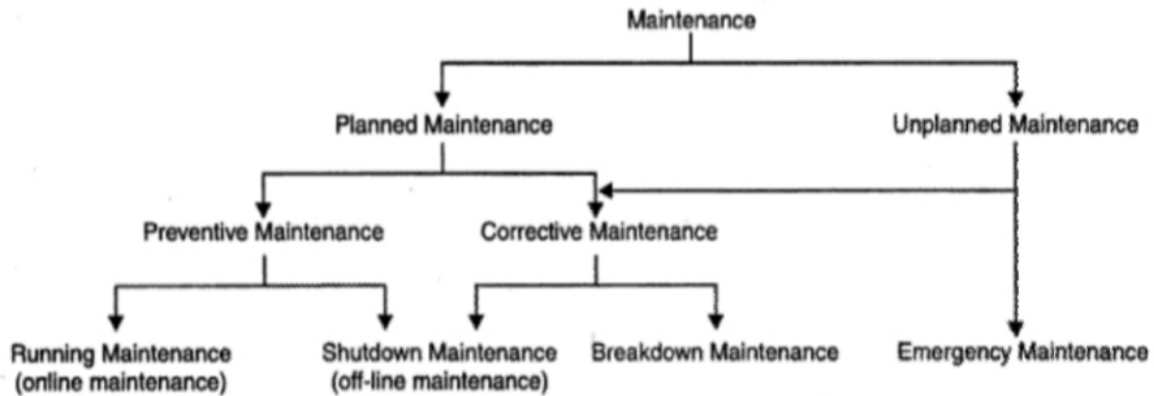 Maintenance
Planned Maintenance
Unplanned Maintenance
Preventive Maintenance
Corrective Maintenance
Running Maintenance
(online maintenance)
Shutdown Maintenance
(off-line maintenance)
Breakdown Maintenance
Emergency Maintenance